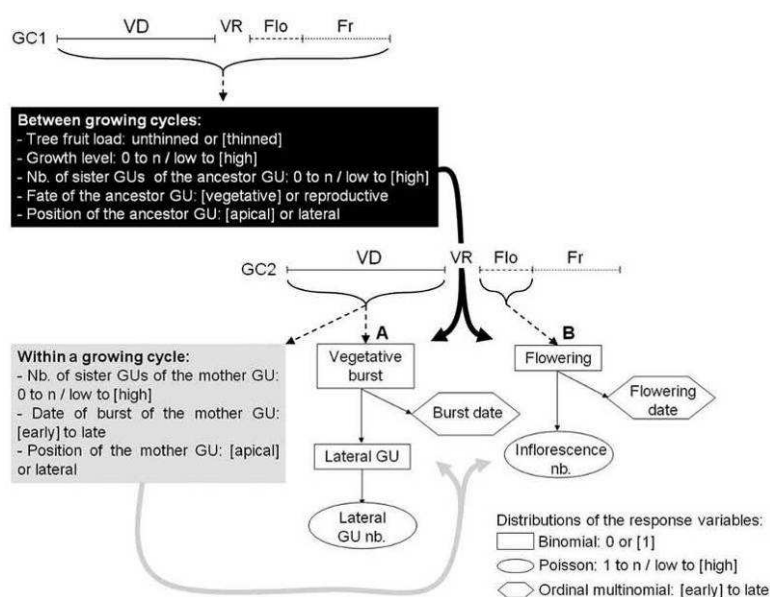 VD VR Flo Fr
GC1
Between growing cycles:
- Tree fruit load: unthinned or [thinned]
- Growth level: 0 to n / low to [high]
- Nb. of sister GUs of the ancestor GU: 0 to n / low to [high]
- Fate of the ancestor GU: [vegetative] or reproductive
- Position of the ancestor GU: [apical] or lateral
VD VR Flo Fr
GC2
A B
Within a growing cycle:
- Nb. of sister GUs of the mother GU:
0 to n / low to [high]
- Date of burst of the mother GU:
[early] to late
- Position of the mother GU: [apical]
or lateral
Vegetative
burst
Flowering
Burst date
Flowering
date
Lateral GU
Inflorescence
nb.
Lateral
GU nb.
Distributions of the response variables:
Binomial: 0 or [1]
Poisson: 1 to n / low to [high]
Ordinal multinomial: [early] to late